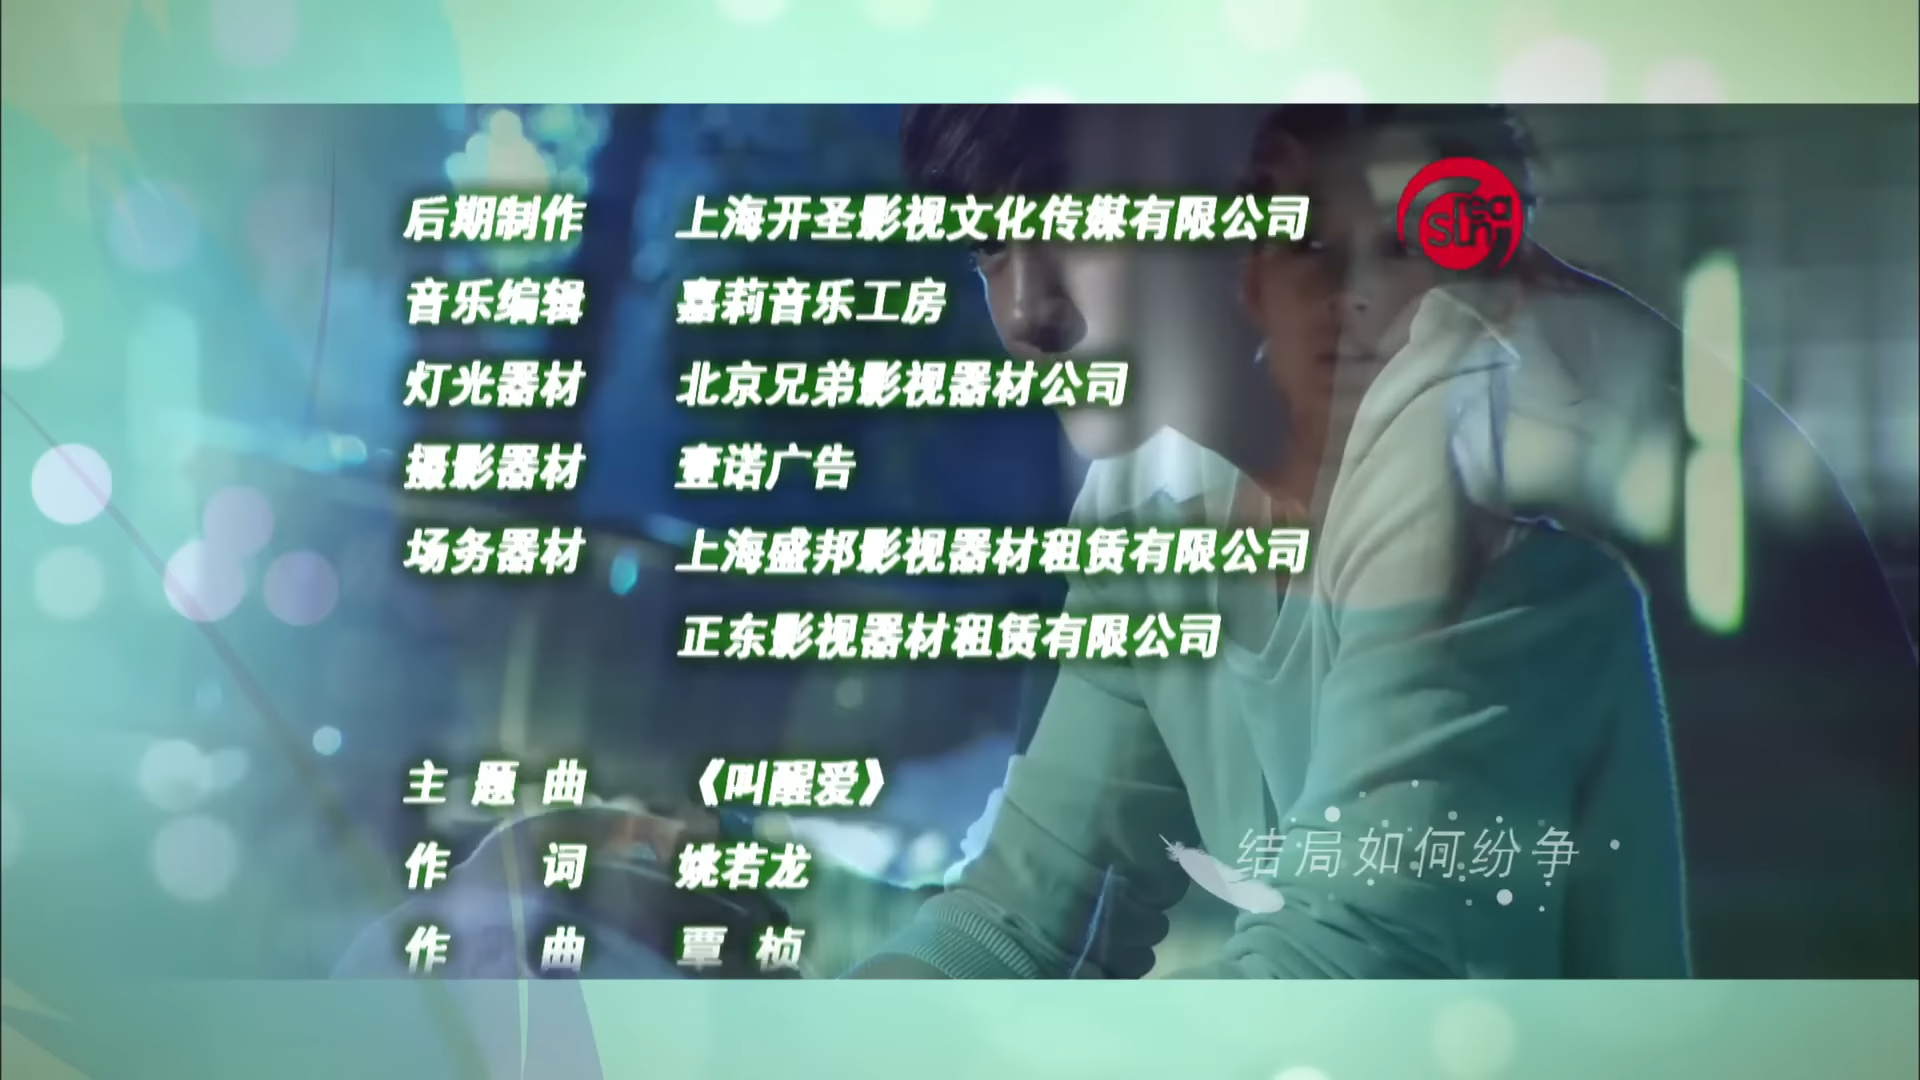 后期制作 上海开圣影视文化传媒有限公司
音乐编辑 嘉莉音乐工房
灯光器材 北京兄弟影视器材公司
摄影器材 壹诺广告
场务器材 上海盛邦影视器材租赁有限公司
正东影视器材租赁有限公司
主题曲 《叫醒爱》
作词 姚若龙
作曲 覃桢
结局如何纷争